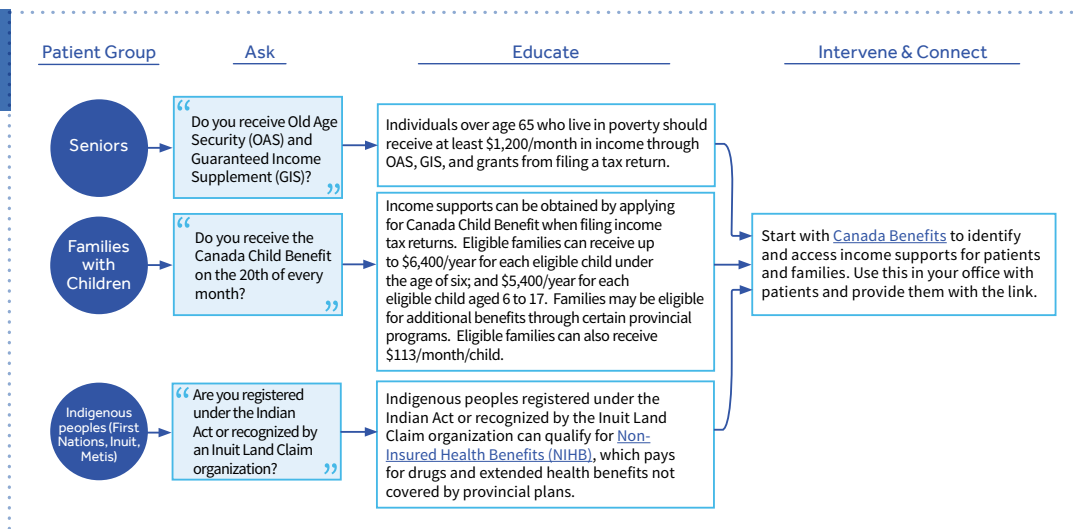 Patient Group
Ask
Educate
Intervene & Connect
Seniors
“
Do you receive Old Age
Security (OAS) and
Guaranteed Income
Supplement (GIS)?
”
Individuals over age 65 who live in poverty should
receive at least $1,200/month in income through
OAS, GIS, and grants from filing a tax return.
Families
with
Children
“
Do you receive the
Canada Child Benefit
on the 20th of every
month?
”
Income supports can be obtained by applying
for Canada Child Benefit when filing income
tax returns. Eligible families can receive up
to $6,400/year for each eligible child under
the age of six; and $5,400/year for each
eligible child aged 6 to 17. Families may be eligible
for additional benefits through certain provincial
programs. Eligible families can also receive
$113/month/child.
Indigenous
peoples (First
Nations, Inuit,
Metis)
“ Are you registered
under the Indian
Act or recognized by
an Inuit Land Claim
organization? ”
Indigenous peoples registered under the
Indian Act or recognized by the Inuit Land
Claim organization can qualify for Non-
Insured Health Benefits (NIHB), which pays
for drugs and extended health benefits not
covered by provincial plans.
Start with Canada Benefits to identify
and access income supports for patients
and families. Use this in your office with
patients and provide them with the link.